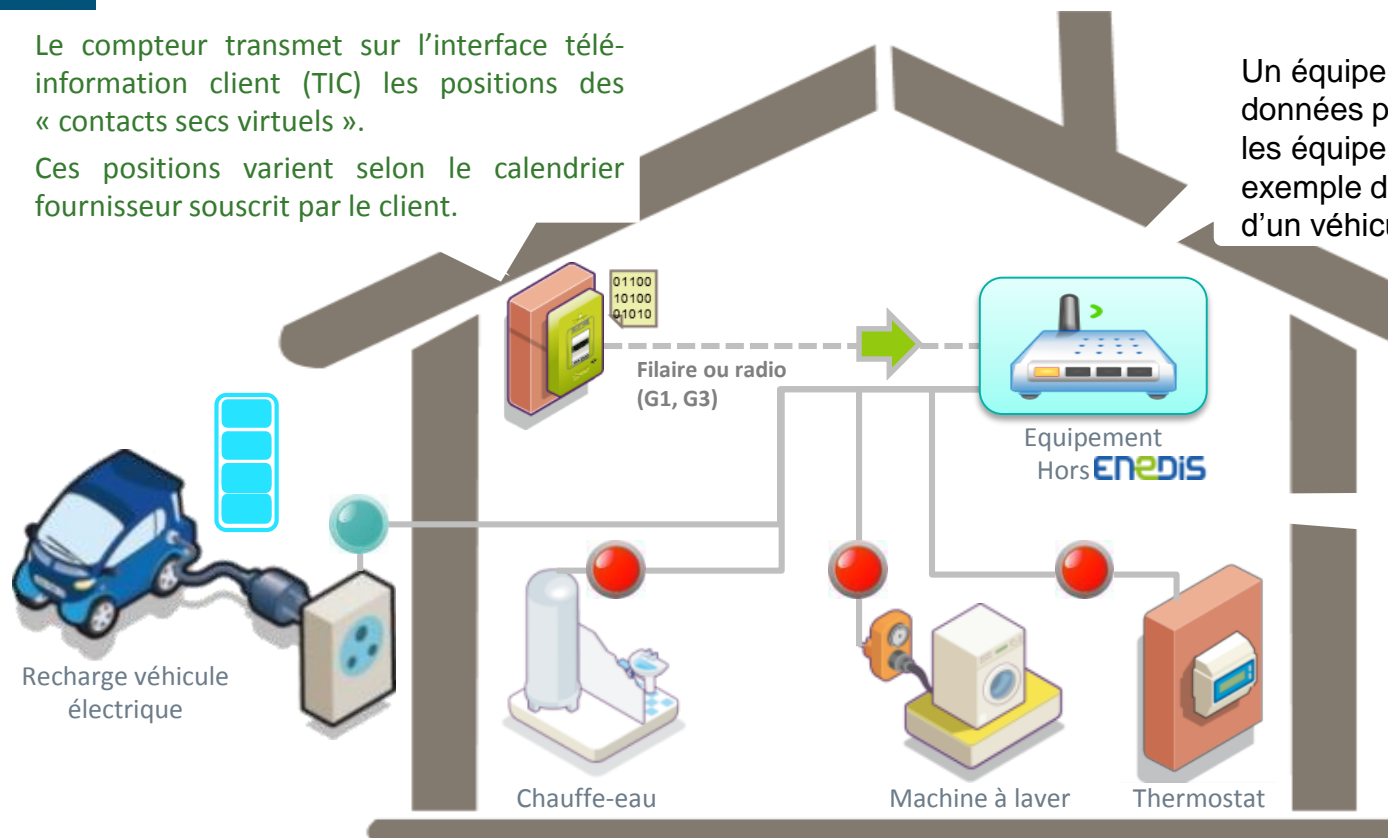 Le compteur transmet sur l’interface télé-
information client (TIC) les positions des
« contacts secs virtuels ».
Ces positions varient selon le calendrier
fournisseur souscrit par le client.
Un équipe
données p
les équipe
exemple d
d’un véhicu
01100
10100
01010
Filaire ou radio
(G1, G3)
Equipement
Hors ENEDIS
Recharge véhicule
électrique
Chauffe-eau
Machine à laver
Thermostat